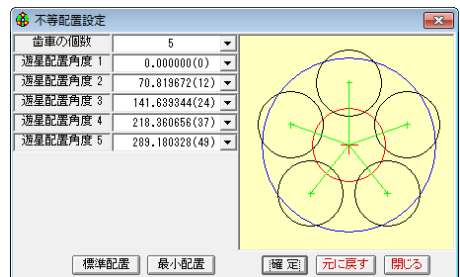 不等配置設定
歯車の個数 5
遊星配置角度 1 0.000000(0)
遊星配置角度 2 70.819672(12)
遊星配置角度 3 141.639344(24)
遊星配置角度 4 218.360656(37)
遊星配置角度 5 289.180328(49)
標準配置 最小配置 確 定 元に戻す 閉じる